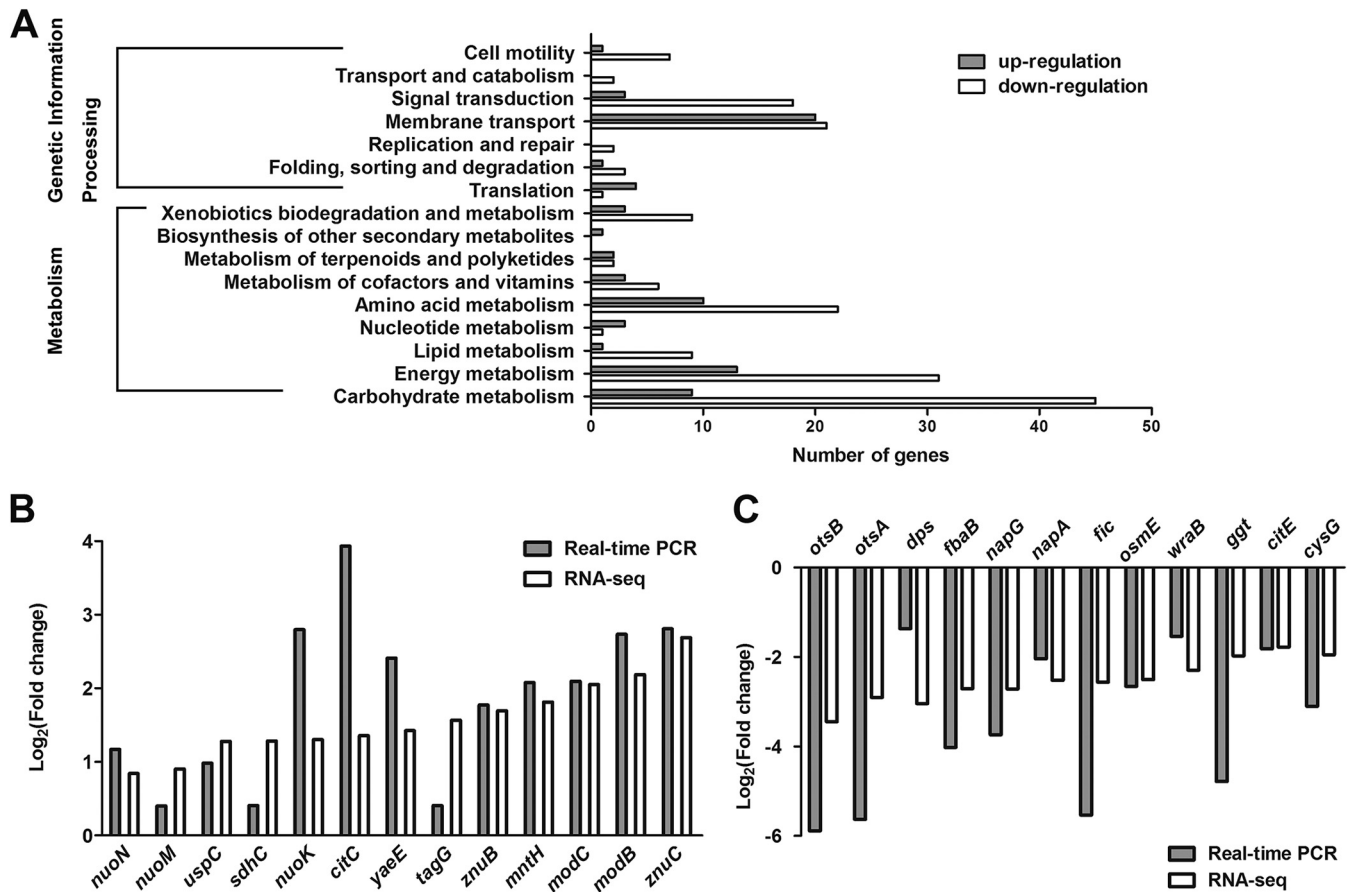 A
Genetic Information
Processing
Metabolism
Cell motility
Transport and catabolism
Signal transduction
Membrane transport
Replication and repair
Folding, sorting and degradation
Translation
Xenobiotics biodegradation and metabolism
Biosynthesis of other secondary metabolites
Metabolism of terpenoids and polyketides
Metabolism of cofactors and vitamins
Amino acid metabolism
Nucleotide metabolism
Lipid metabolism
Energy metabolism
Carbohydrate metabolism
up-regulation
down-regulation
0 10 20 30 40 50
Number of genes
B
Log2(Fold change)
4
3
2
1
0
Real-time PCR
RNA-seq
nuoN nuoM uspC sdhC nuoK citC yaeE tagG znuB mntH modC modB znuC
C
otsB otsA dps fbaB napG napA fic osmE wraB ggt citE cysG
Log2(Fold change)
0
-2
-4
-6
Real-time PCR
RNA-seq